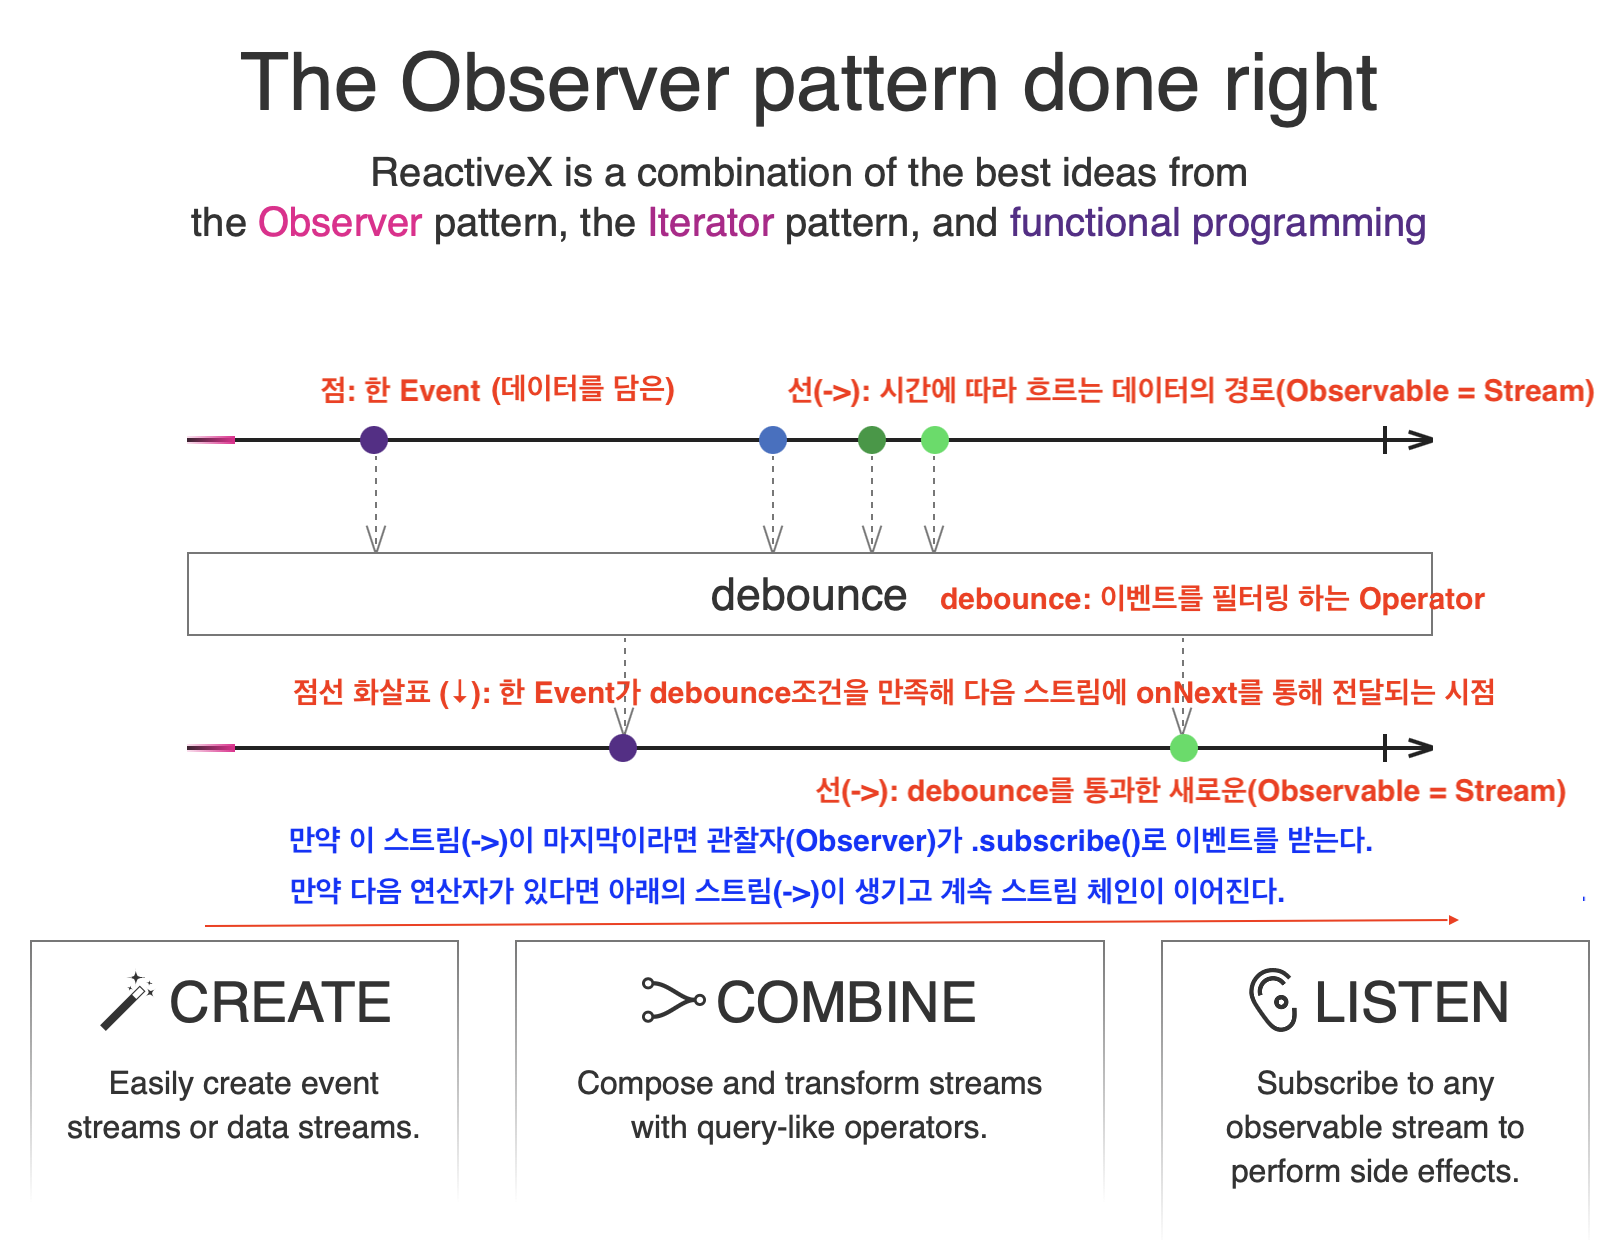 The Observer pattern done right
ReactiveX is a combination of the best ideas from
the Observer pattern, the Iterator pattern, and functional programming
점: 한 Event (데이터를 담은)
선(->): 시간에 따라 흐르는 데이터의 경로(Observable = Stream)
debounce
debounce: 이벤트를 필터링 하는 Operator
점선 화살표 (↓): 한 Event가 debounce조건을 만족해 다음 스트림에 onNext를 통해 전달되는 시점
선(->): debounce를 통과한 새로운(Observable = Stream)
만약 이 스트림(->)이 마지막이라면 관찰자(Observer)가 .subscribe()로 이벤트를 받는다.
만약 다음 연산자가 있다면 아래의 스트림(->)이 생기고 계속 스트림 체인이 이어진다.
CREATE
Easily create event
streams or data streams.
COMBINE
Compose and transform streams
with query-like operators.
LISTEN
Subscribe to any
observable stream to
perform side effects.